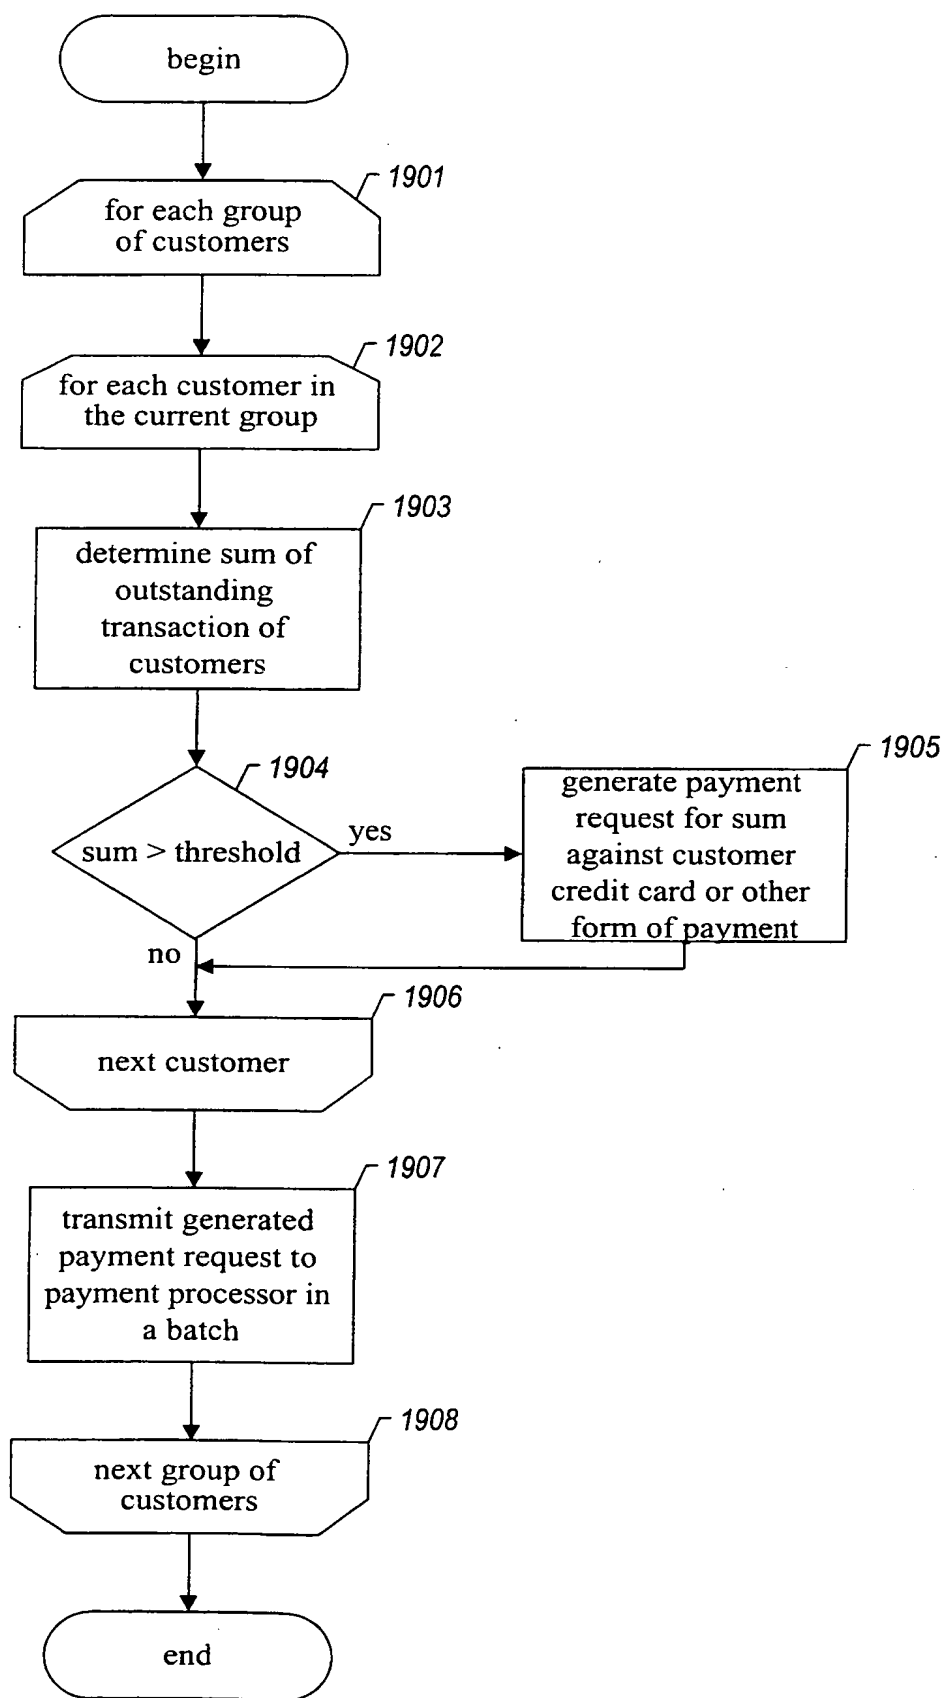 begin
1901
for each group
of customers
1902
for each customer in
the current group
1903
determine sum of
outstanding
transaction of
customers
1904
sum > threshold
yes
1905
generate payment
request for sum
against customer
credit card or other
form of payment
no
1906
next customer
1907
transmit generated
payment request to
payment processor in
a batch
1908
next group of
customers
end